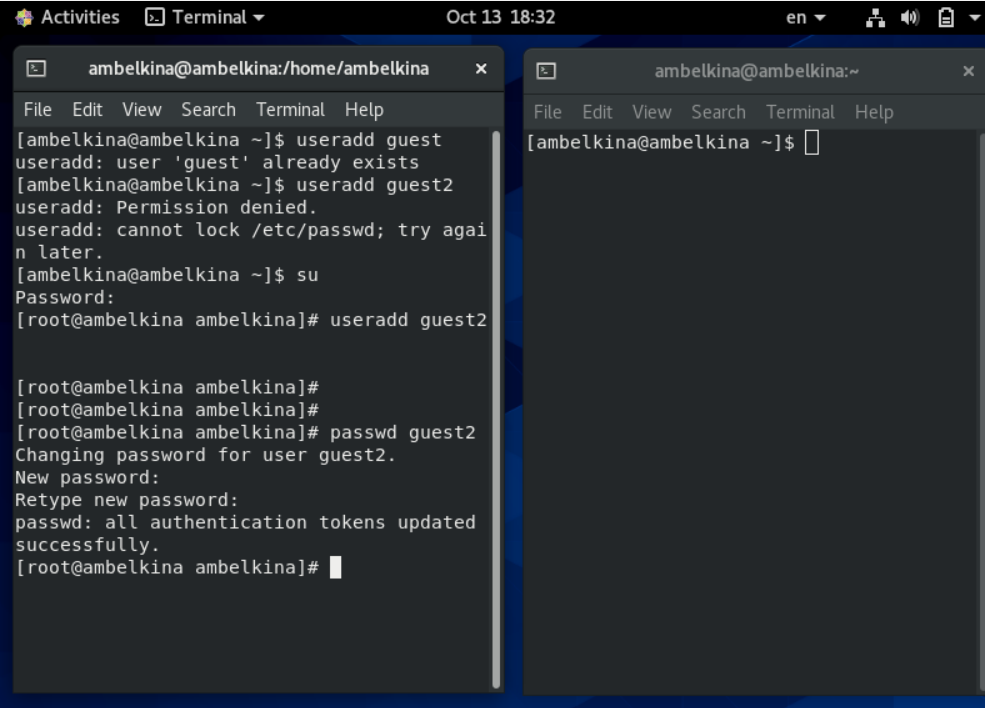 Activities Terminal Oct 13 18:32 en
ambelkina@ambelkina:/home/ambelkina
File Edit View Search Terminal Help
[ambelkina@ambelkina ~]$ useradd guest
useradd: user 'guest' already exists
[ambelkina@ambelkina ~]$ useradd guest2
useradd: Permission denied.
useradd: cannot lock /etc/passwd; try agai
n later.
[ambelkina@ambelkina ~]$ su
Password:
[root@ambelkina ambelkina]# useradd guest2
[root@ambelkina ambelkina]#
[root@ambelkina ambelkina]#
[root@ambelkina ambelkina]# passwd guest2
Changing password for user guest2.
New password:
Retype new password:
passwd: all authentication tokens updated
successfully.
[root@ambelkina ambelkina]#
ambelkina@ambelkina:~
File Edit View Search Terminal Help
[ambelkina@ambelkina ~]$